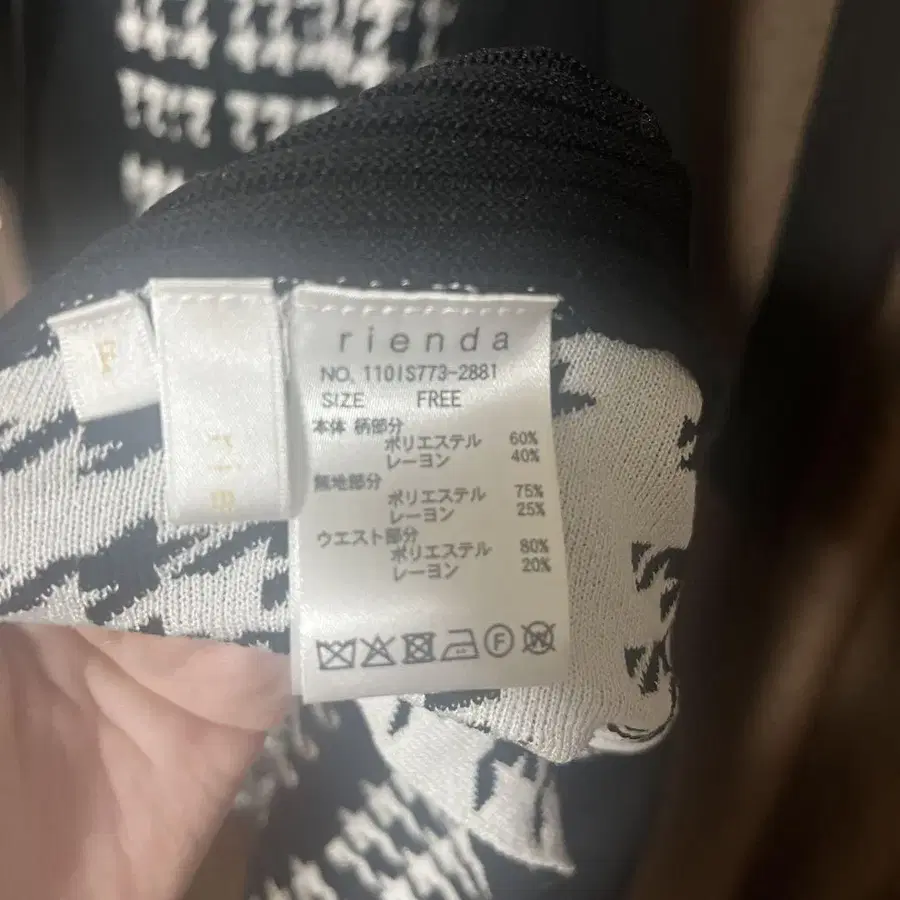 F
rienda
NO. 110IS773-2881
SIZE FREE
本体 柄部分
ポリエステル 60%
レーヨン 40%
無地部分
ポリエステル 75%
レーヨン 25%
ウエスト部分
ポリエステル 80%
レーヨン 20%
F W